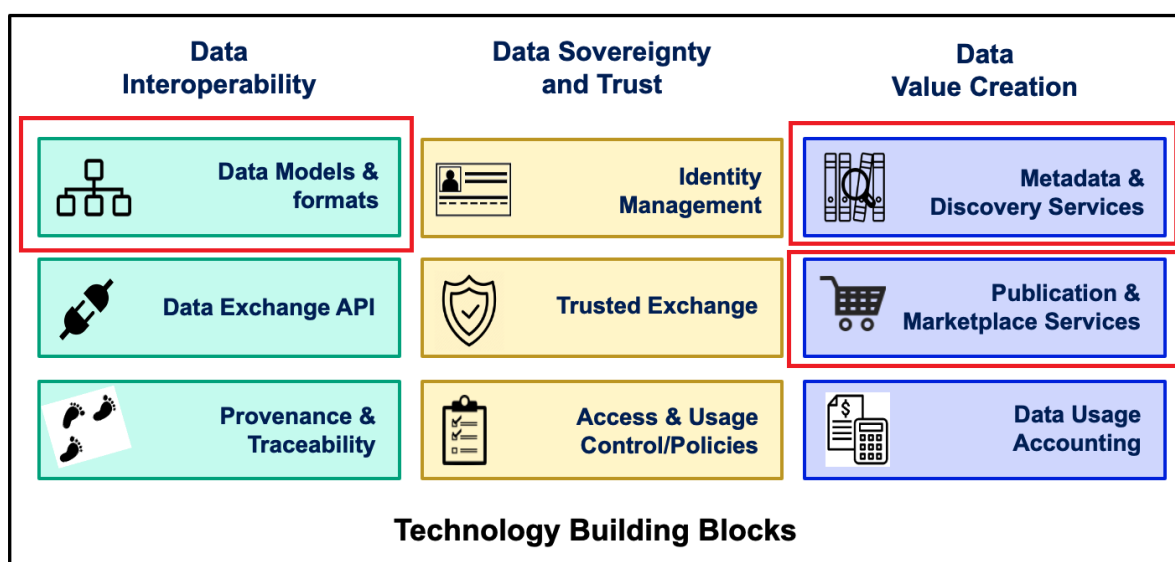 Data
Interoperability
Data Sovereignty
and Trust
Data
Value Creation
Data Models &
formats
Identity
Management
Metadata &
Discovery Services
Data Exchange API
Trusted Exchange
Publication &
Marketplace Services
Provenance &
Traceability
Access & Usage
Control/Policies
$
Data Usage
Accounting
Technology Building Blocks